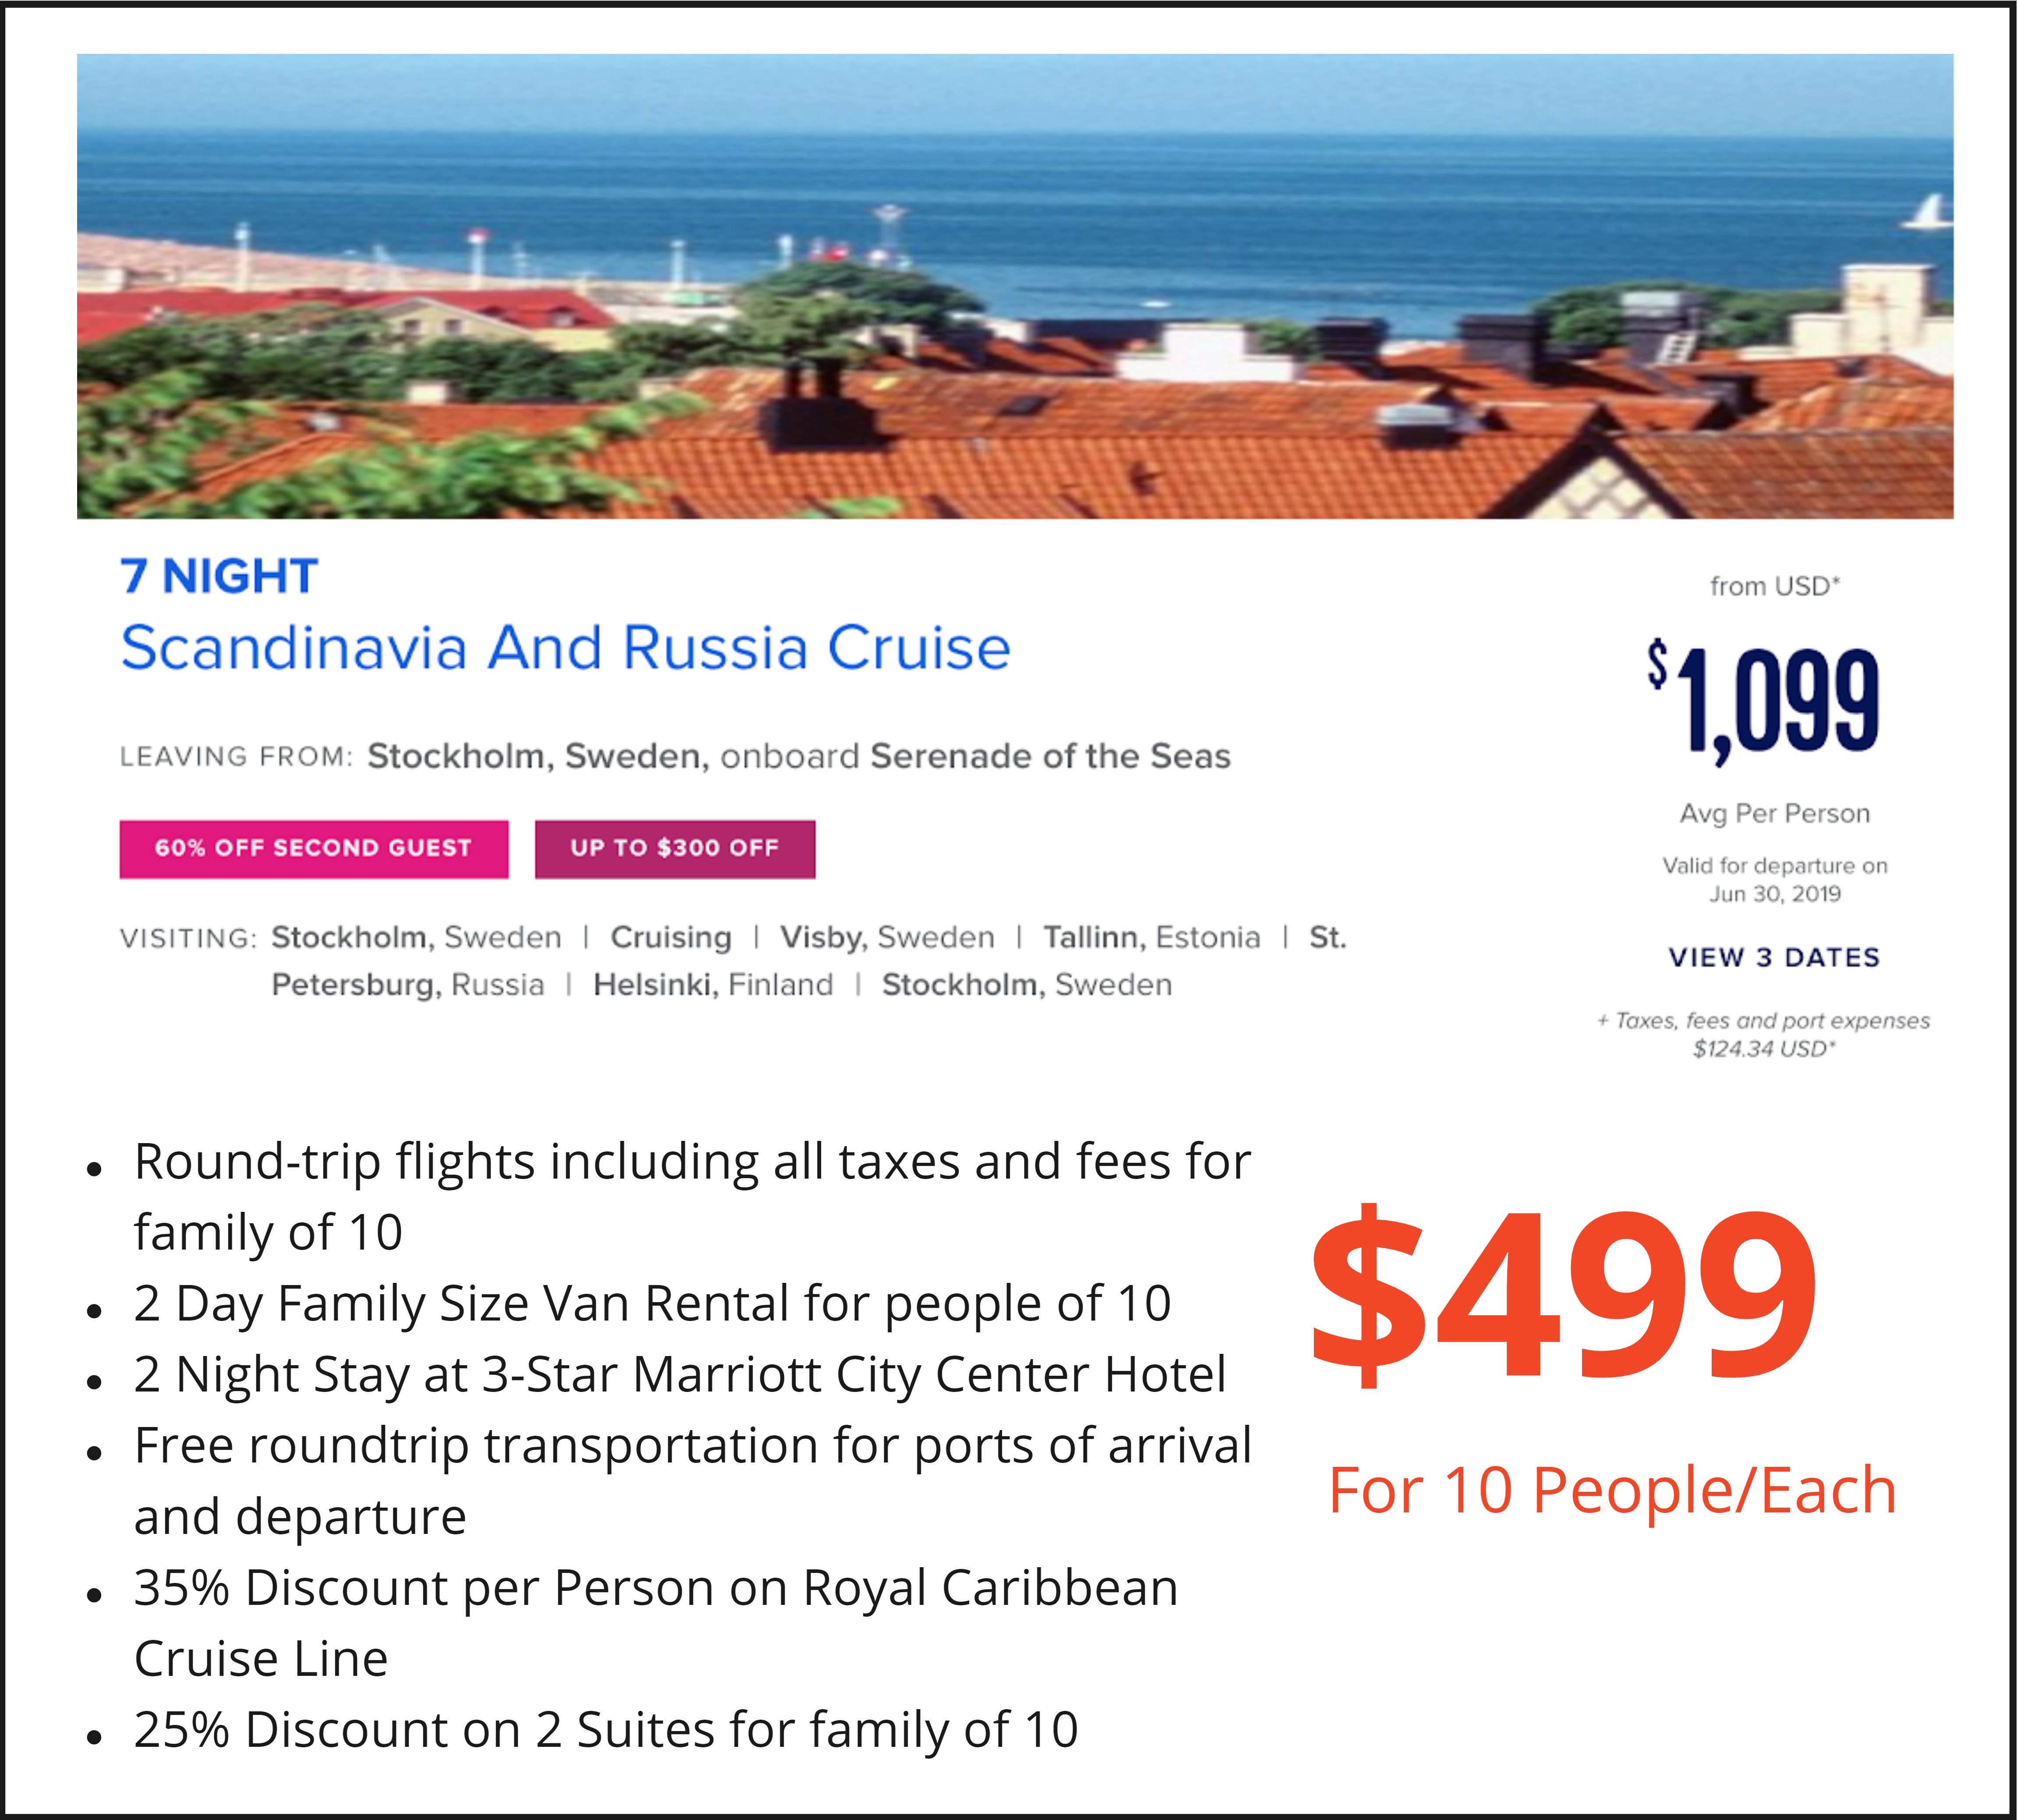 7 NIGHT
Scandinavia And Russia Cruise
LEAVING FROM: Stockholm, Sweden, onboard Serenade of the Seas
60% OFF SECOND GUEST
UP TO $300 OFF
VISITING: Stockholm, Sweden | Cruising | Visby, Sweden | Tallinn, Estonia | St.
Petersburg, Russia | Helsinki, Finland | Stockholm, Sweden
from USD*
$1,099
Avg Per Person
Valid for departure on
Jun 30, 2019
VIEW 3 DATES
+ Taxes, fees and port expenses
$124.34 USD*
• Round-trip flights including all taxes and fees for
family of 10
• 2 Day Family Size Van Rental for people of 10
• 2 Night Stay at 3-Star Marriott City Center Hotel
• Free roundtrip transportation for ports of arrival
and departure
• 35% Discount per Person on Royal Caribbean
Cruise Line
• 25% Discount on 2 Suites for family of 10
$499
For 10 People/Each